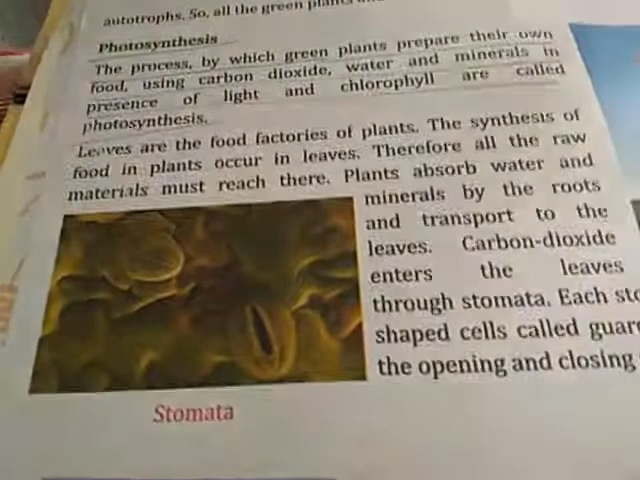 autotrophs. So, all the green plants
Photosynthesis
The process, by which green plants prepare their own
food, using carbon dioxide, water and minerals in
presence of light and chlorophyll are called
photosynthesis.
Leaves are the food factories of plants. The synthesis of
food in plants occur in leaves. Therefore all the raw
materials must reach there. Plants absorb water and
minerals by the roots
and transport to the
leaves. Carbon-dioxide
enters the leaves
through stomata. Each
shaped cells called
the opening and closing
Stomata